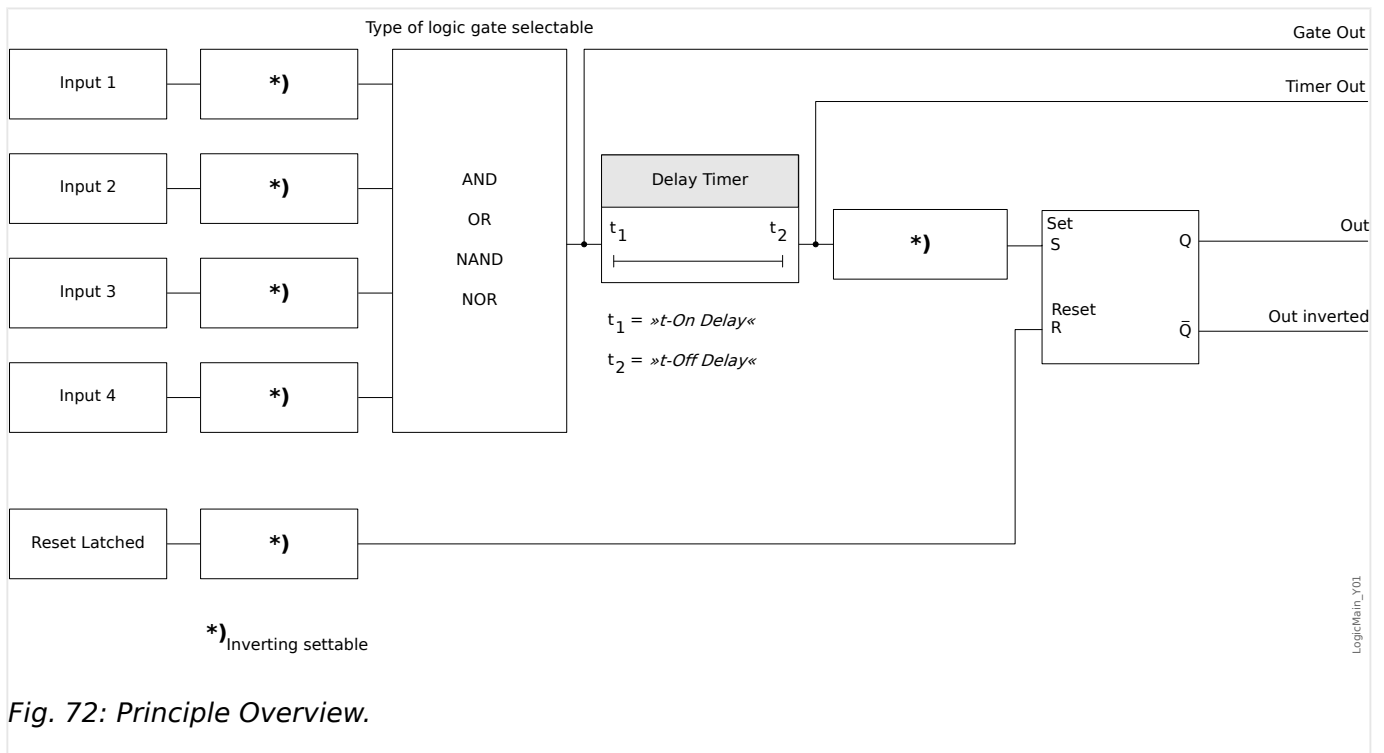 Type of logic gate selectable
Gate Out
Input 1
*)
Timer Out
Input 2
*)
AND
OR
NAND
NOR
Delay Timer
t1
t2
*)
Set
S
Q
Out
Input 3
*)
Reset
R
Q̅
Out inverted
t1 = »t-On Delay«
t2 = »t-Off Delay«
Input 4
*)
Reset Latched
*)
*)Inverting settable
LogicMain_Y01
Fig. 72: Principle Overview.